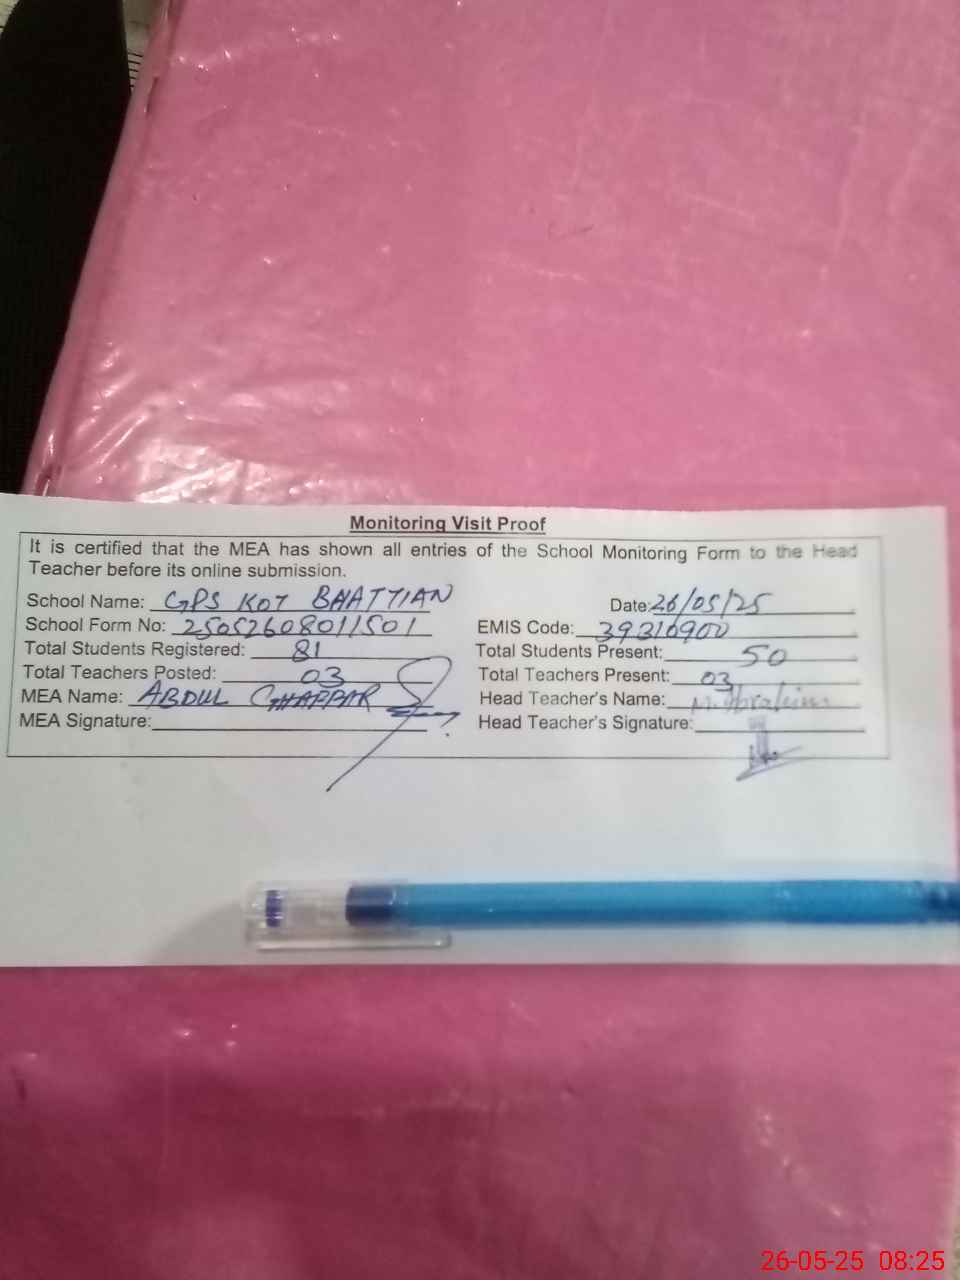 Monitoring Visit Proof
It is certified that the MEA has shown all entries of the School Monitoring Form to the Head
Teacher before its online submission.
School Name: GPS KOT BHATTIAN Date: 26/05/25
School Form No: 25052608011501 EMIS Code: 39310900
Total Students Registered: 81 Total Students Present: 50
Total Teachers Posted: 03 Total Teachers Present: 03
MEA Name: ABDUL GHAFFAR Head Teacher's Name: M. Abrahim
MEA Signature: Head Teacher's Signature:
26-05-25 08:25